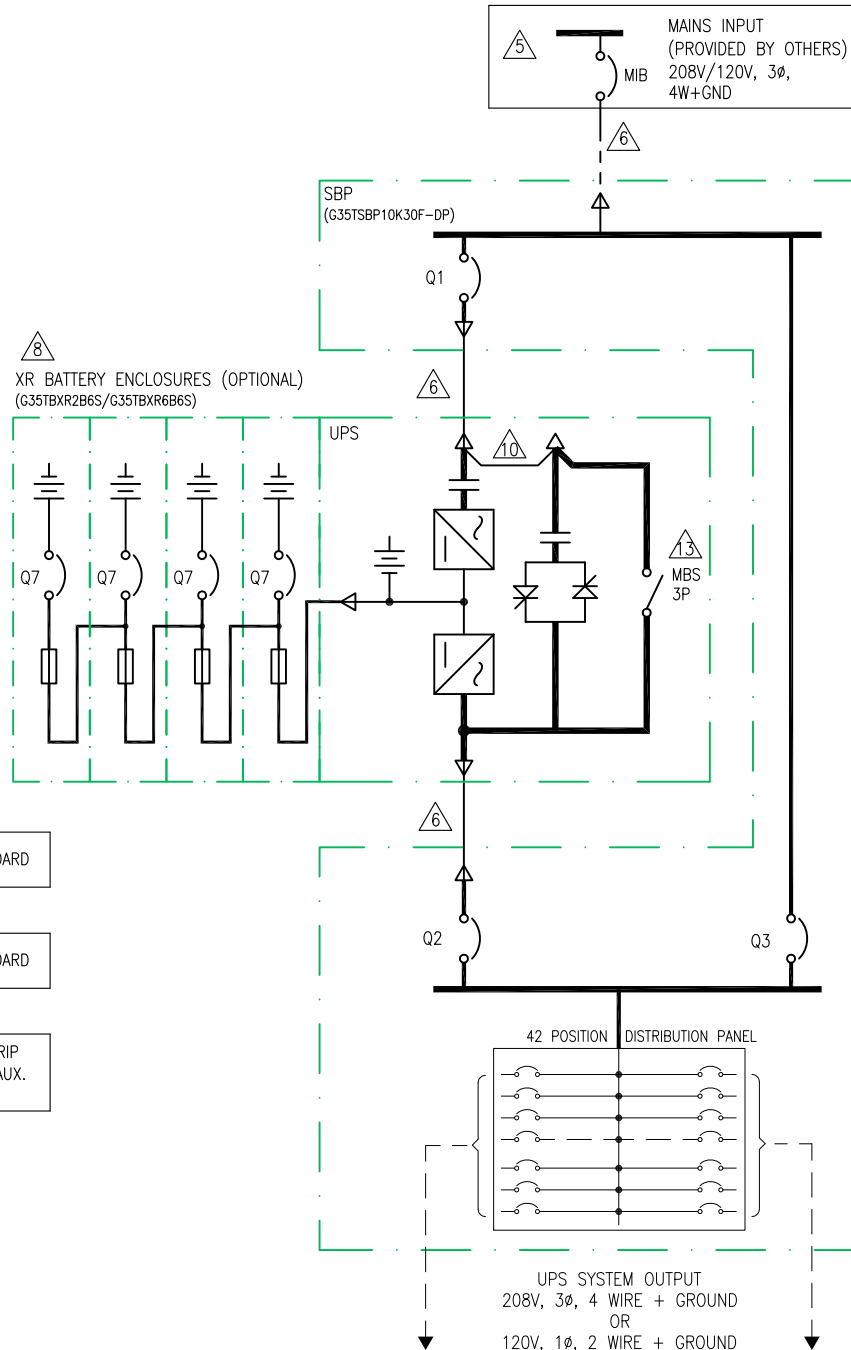 MAINS INPUT
(PROVIDED BY OTHERS)
208V/120V, 3ø,
4W+GND
5
MIB
6
SBP
(G35TSBP10K30F-DP)
Q1
8
XR BATTERY ENCLOSURES (OPTIONAL)
(G35TBXR2B6S/G35TBXR6B6S)
6
UPS
10
Q7
Q7
Q7
Q7
13
MBS
3P
6
Q2
Q3
42 POSITION DISTRIBUTION PANEL
UPS SYSTEM OUTPUT
208V, 3ø, 4 WIRE + GROUND
OR
120V, 1ø, 2 WIRE + GROUND
AUX.